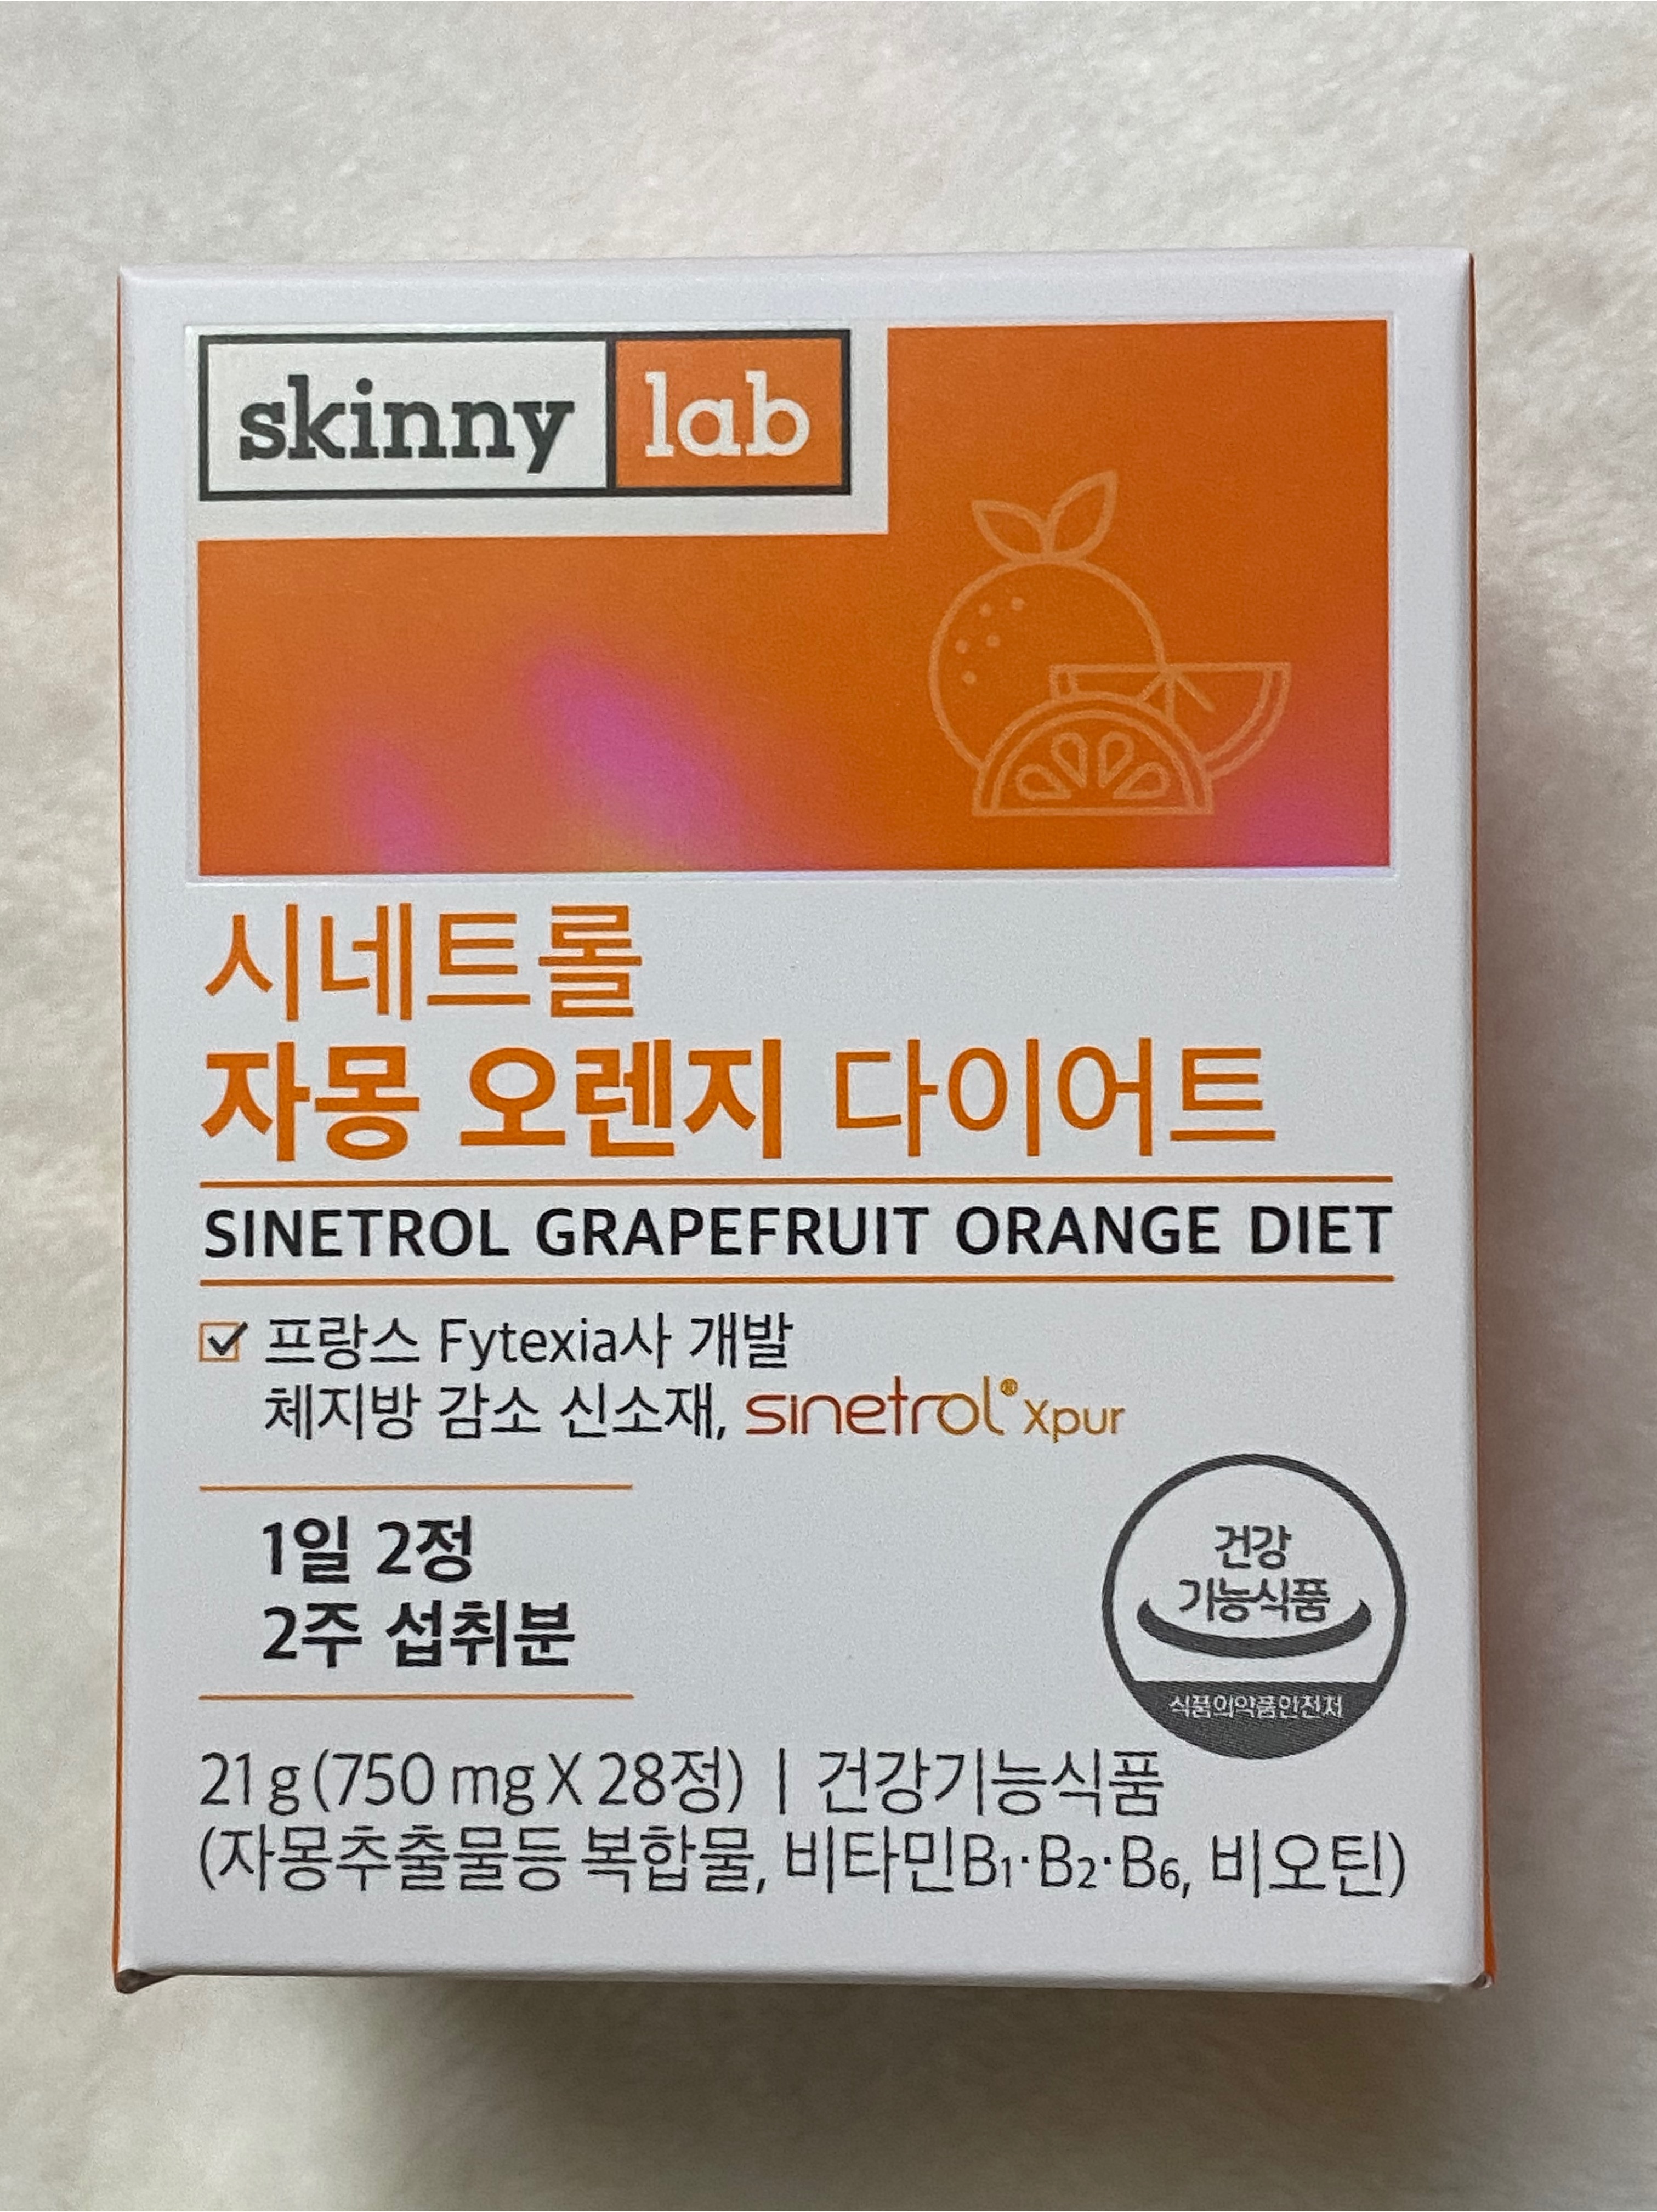 skinny lab
시네트롤
자몽 오렌지 다이어트
SINETROL GRAPEFRUIT ORANGE DIET
프랑스 Fytexia사 개발
체지방 감소 신소재, sinetrol® Xpur
1일 2정
2주 섭취분
건강
기능식품
식품의약품안전처
21 g (750 mg X 28정) | 건강기능식품
(자몽추출물등 복합물, 비타민B₁·B₂·B₆, 비오틴)